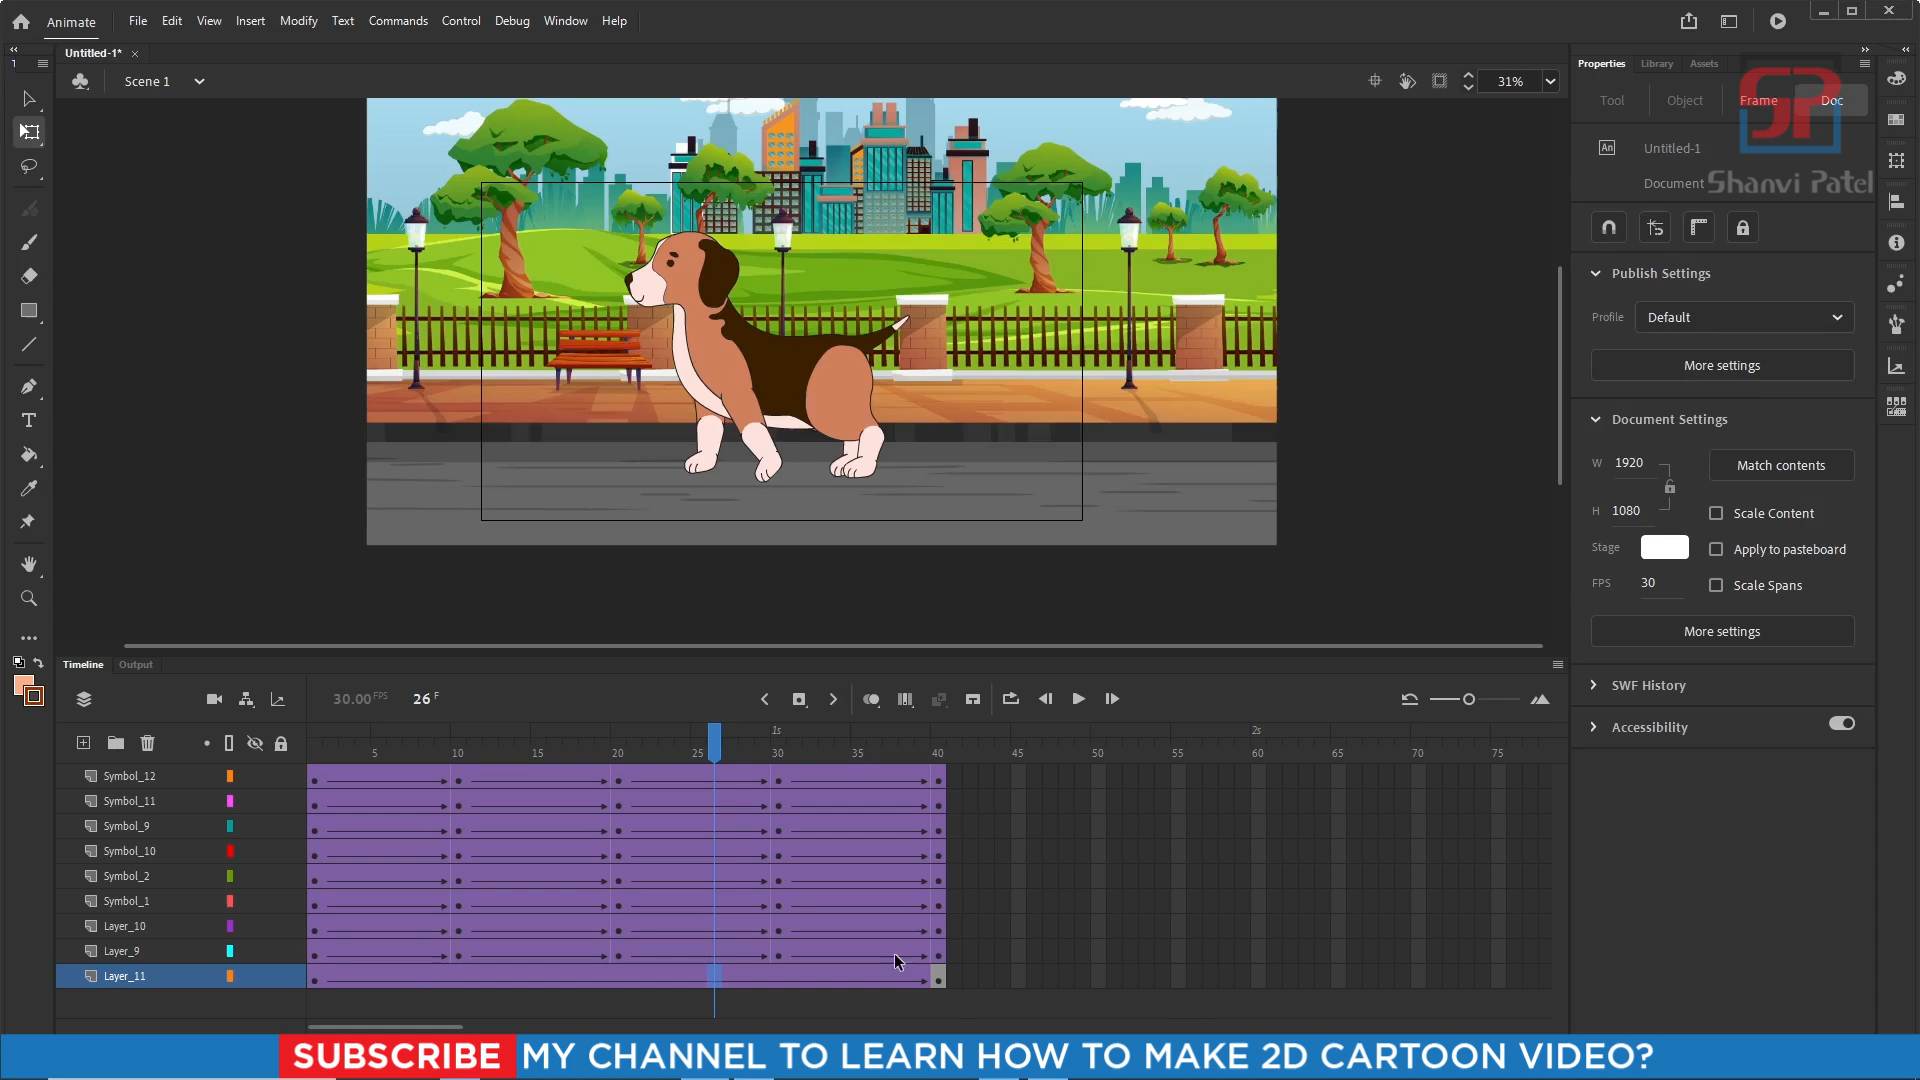 Animate
File Edit View Insert Modify Text Commands Control Debug Window Help
Untitled-1*
Scene 1
31%
Properties Library Assets
Tool Object Frame Doc
An Untitled-1
Document
Shanvi Patel
Publish Settings
Profile Default
More settings
Document Settings
W 1920
Match contents
H 1080
Scale Content
Stage
Apply to pasteboard
FPS 30
Scale Spans
More settings
SWF History
Accessibility
Timeline Output
30.00 FPS 26 F
1s 2s
5 10 15 20 25 30 35 40 45 50 55 60 65 70 75
Symbol_12
Symbol_11
Symbol_9
Symbol_10
Symbol_2
Symbol_1
Layer_10
Layer_9
Layer_11
SUBSCRIBE MY CHANNEL TO LEARN HOW TO MAKE 2D CARTOON VIDEO?